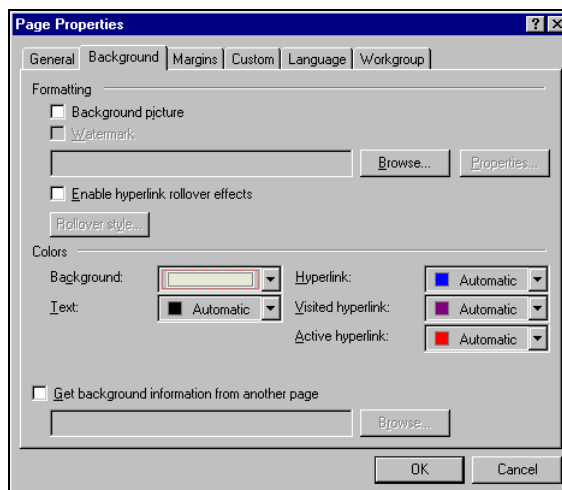 Page Properties
General Background Margins Custom Language Workgroup
Formatting
Background picture
Watermark
Browse... Properties...
Enable hyperlink rollover effects
Rollover style...
Colors
Background: Hyperlink: Automatic
Text: Automatic Visited hyperlink: Automatic
Active hyperlink: Automatic
Get background information from another page
Browse...
OK Cancel